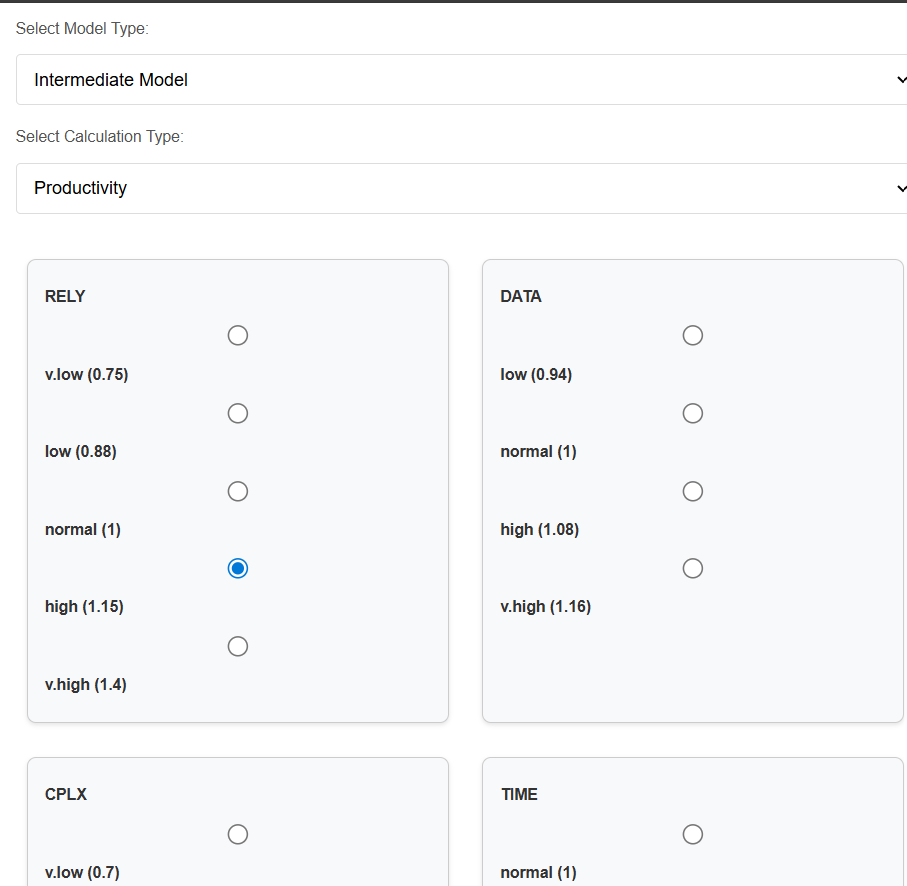 Select Model Type:
Intermediate Model
Select Calculation Type:
Productivity
RELY
v.low (0.75)
low (0.88)
normal (1)
high (1.15)
v.high (1.4)
DATA
low (0.94)
normal (1)
high (1.08)
v.high (1.16)
CPLX
v.low (0.7)
TIME
normal (1)